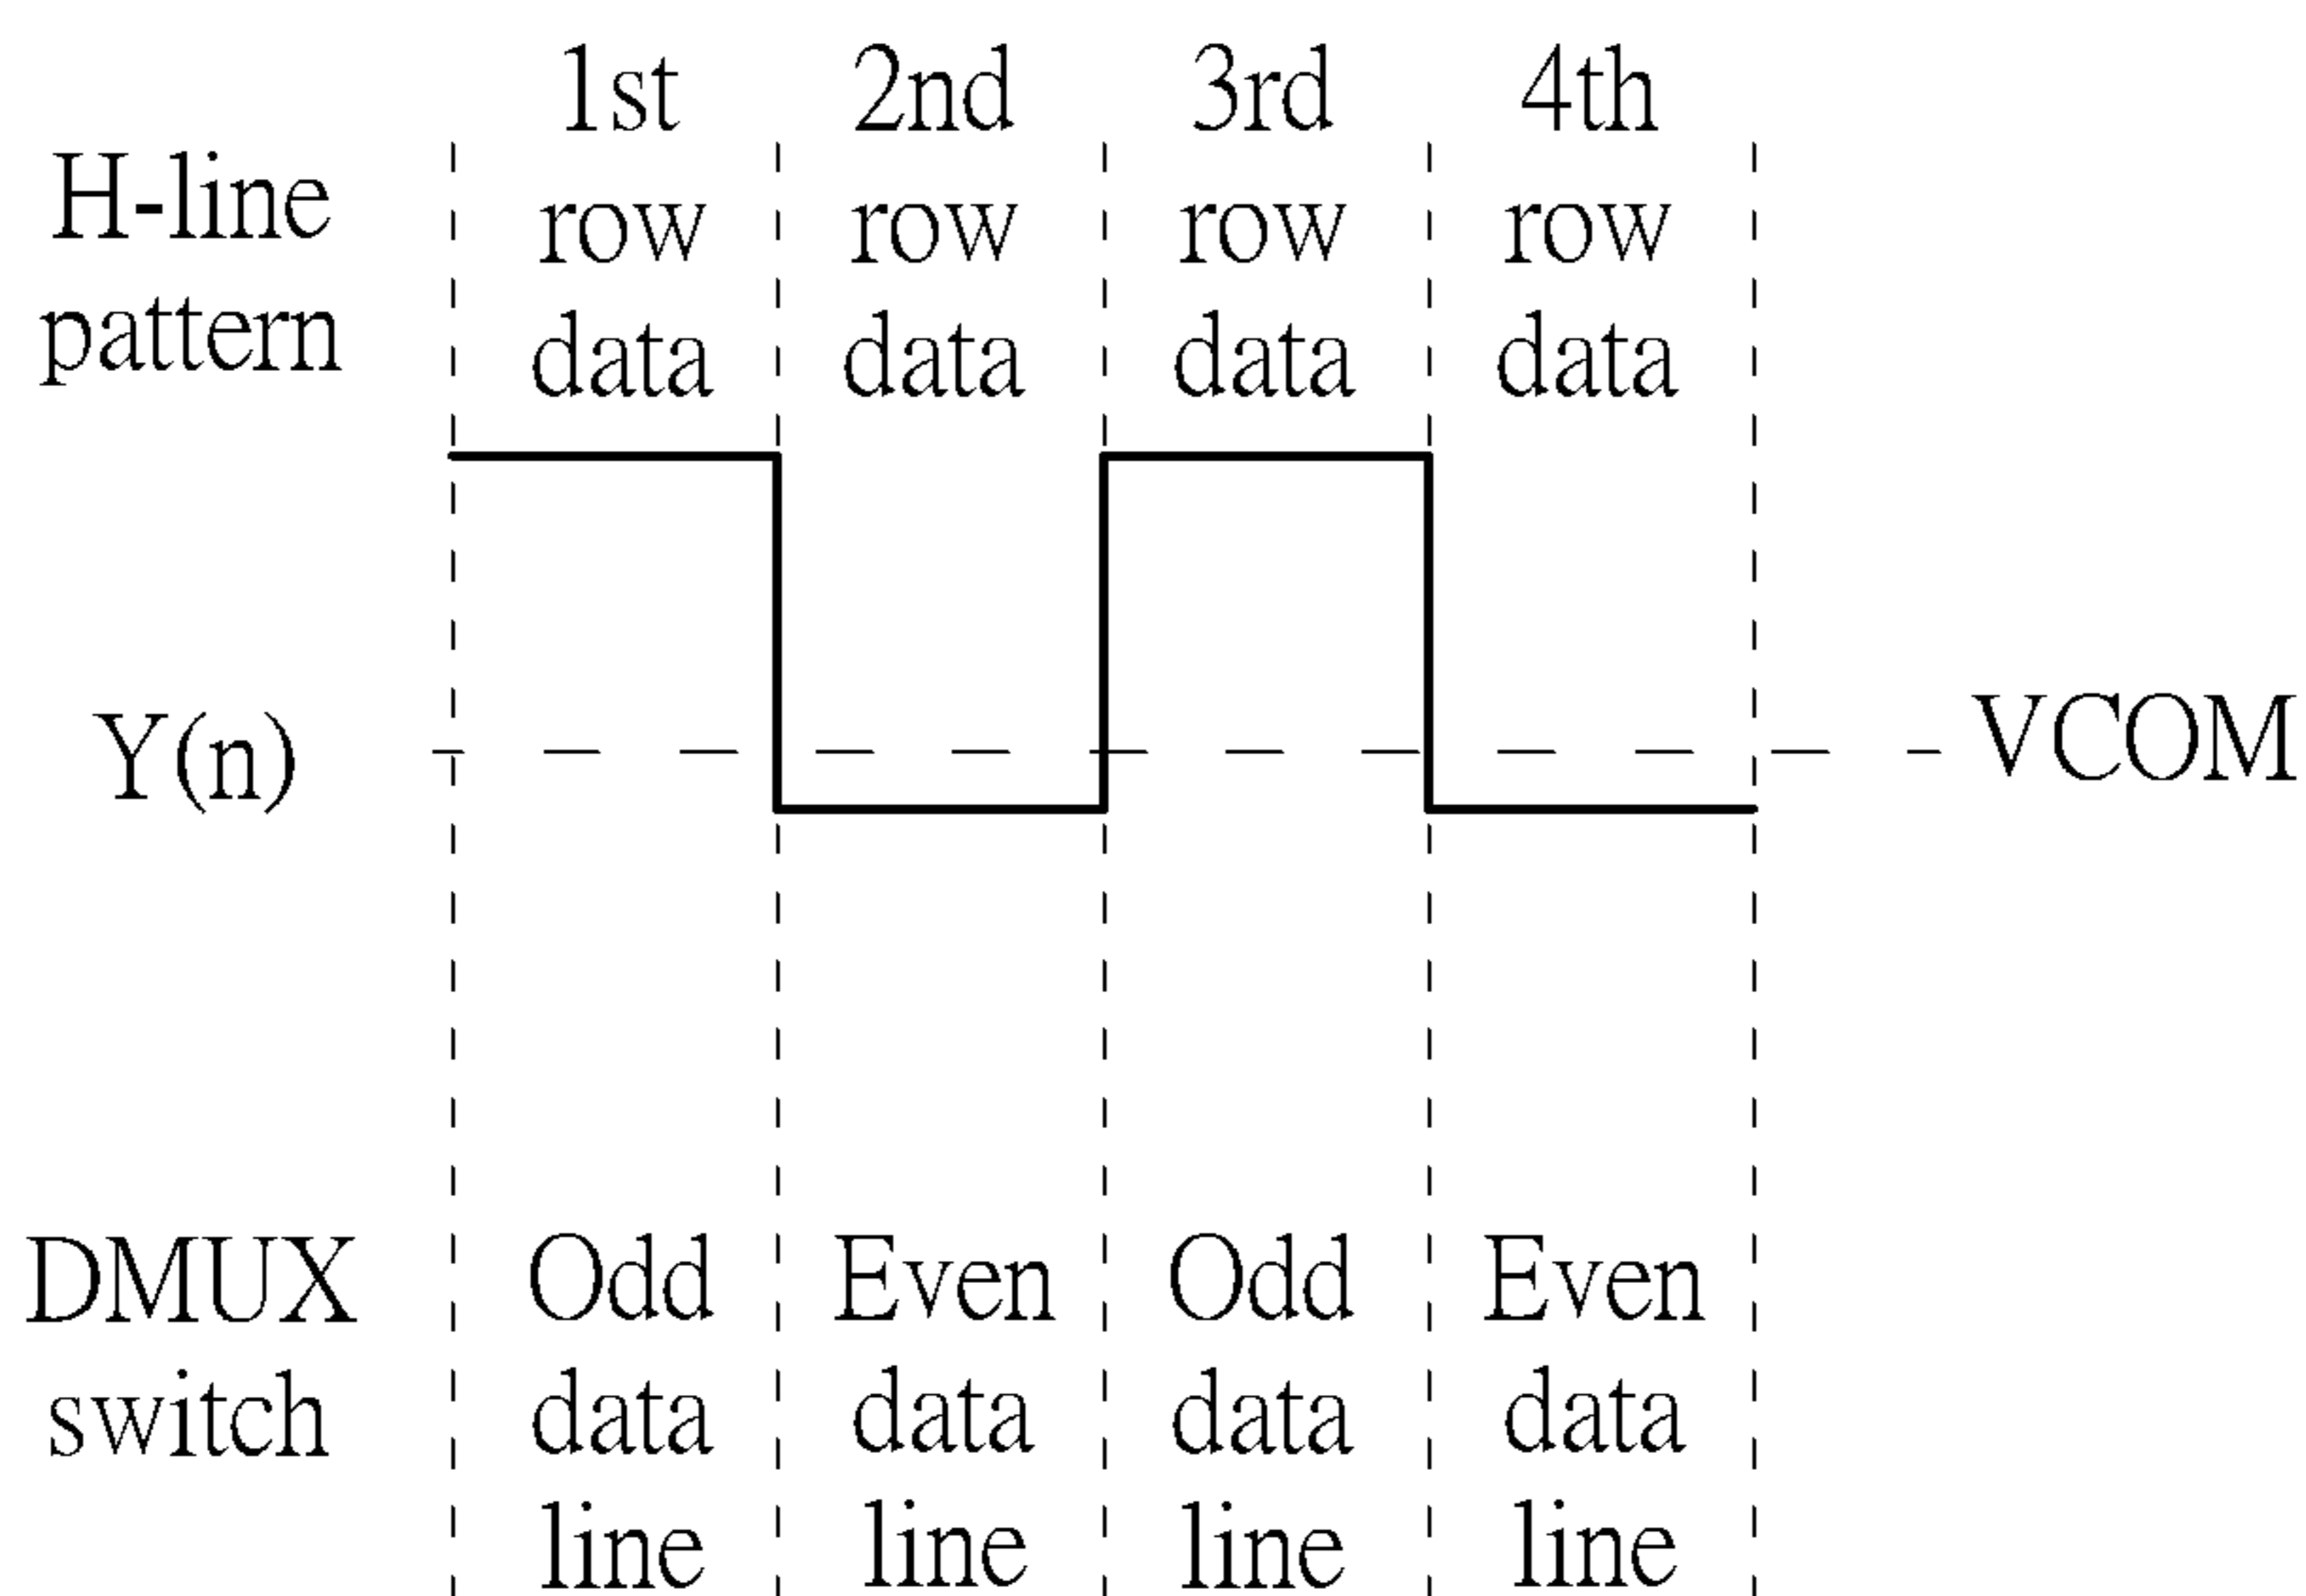 H-line
pattern
1st
row
data
2nd
row
data
3rd
row
data
4th
row
data
Y(n)
VCOM
DMUX
switch
Odd
data
line
Even
data
line
Odd
data
line
Even
data
line